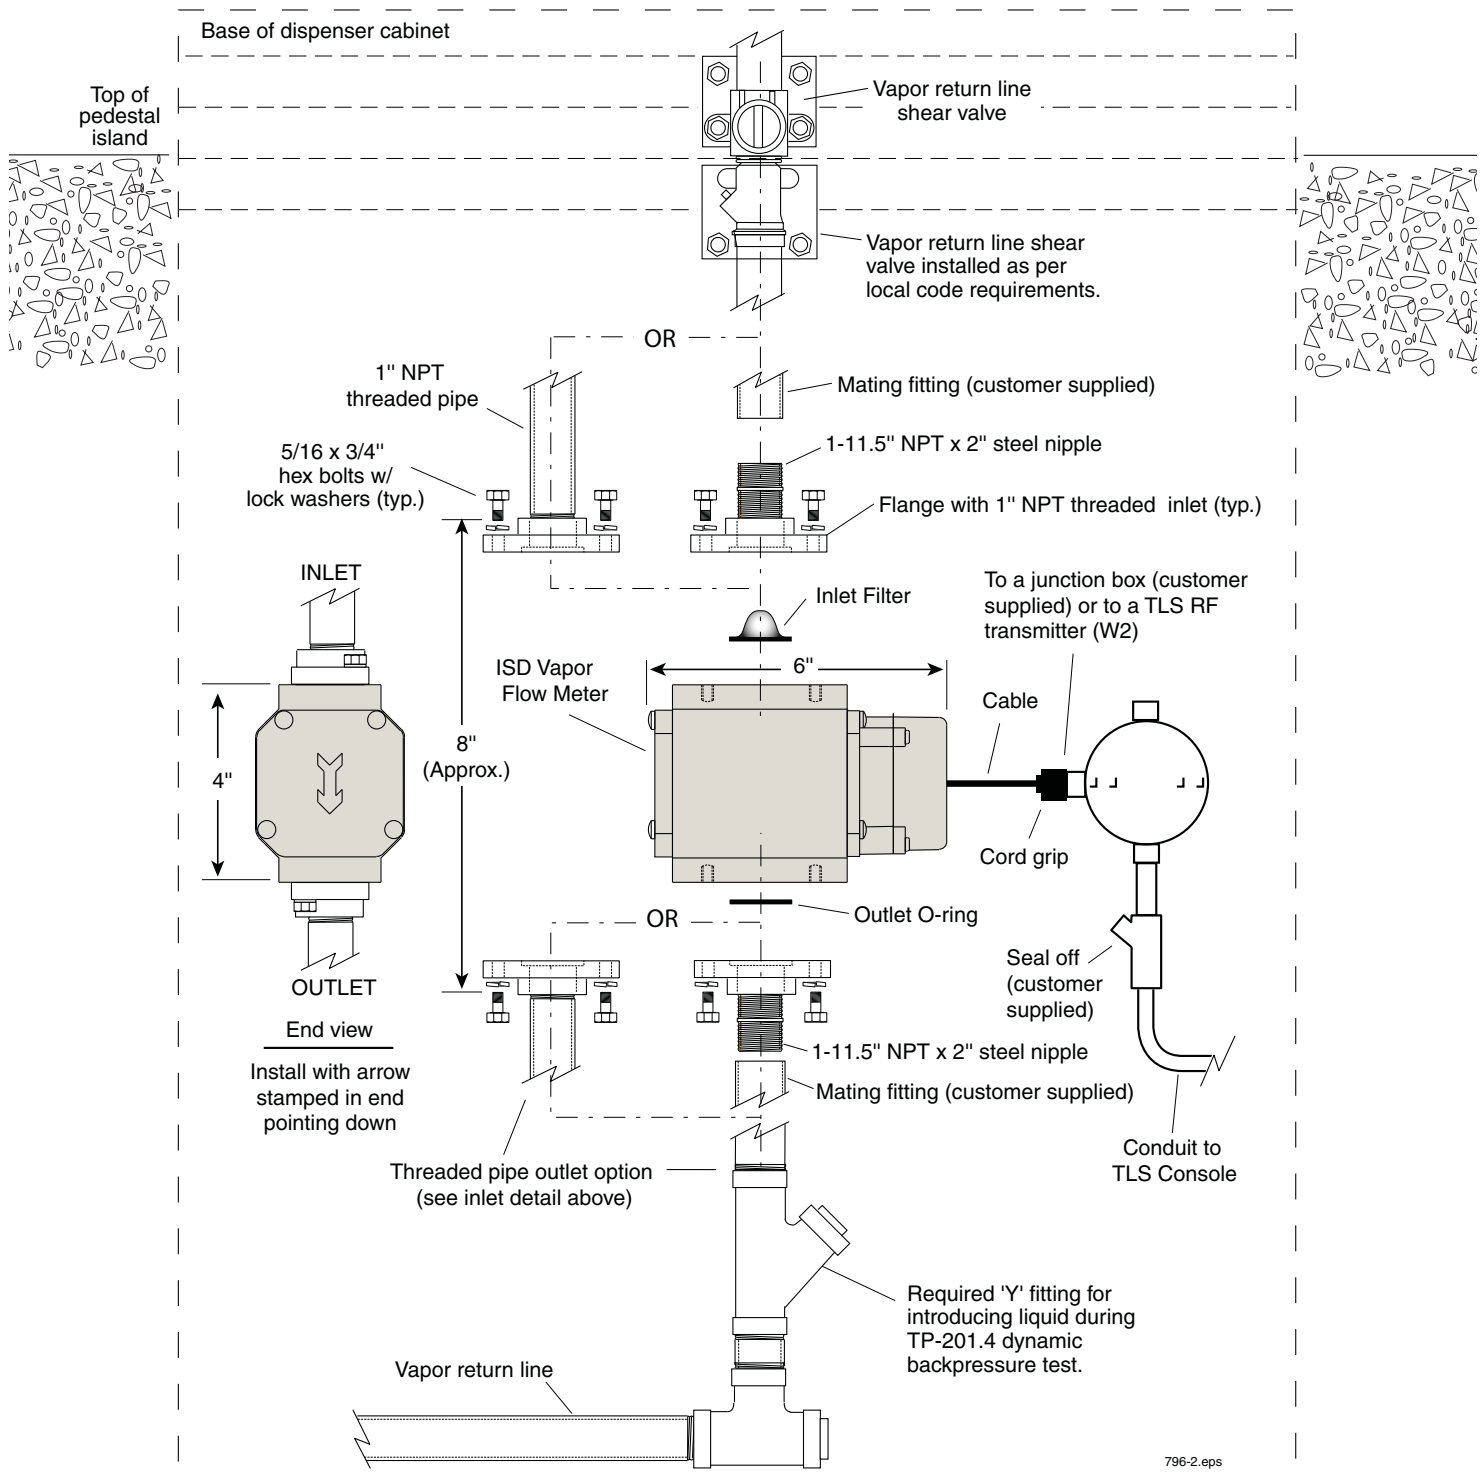 Base of dispenser cabinet
Top of
pedestal
island
Vapor return line
shear valve
Vapor return line shear
valve installed as per
local code requirements.
OR
1" NPT
threaded pipe
Mating fitting (customer supplied)
5/16 x 3/4"
hex bolts w/
lock washers (typ.)
1-11.5" NPT x 2" steel nipple
Flange with 1" NPT threaded inlet (typ.)
INLET
Inlet Filter
To a junction box (customer
supplied) or to a TLS RF
transmitter (W2)
ISD Vapor
Flow Meter
6"
Cable
8"
(Approx.)
4"
Cord grip
Outlet O-ring
OR
Seal off
(customer
supplied)
OUTLET
End view
Install with arrow
stamped in end
pointing down
1-11.5" NPT x 2" steel nipple
Mating fitting (customer supplied)
Threaded pipe outlet option
(see inlet detail above)
Conduit to
TLS Console
Required 'Y' fitting for
introducing liquid during
TP-201.4 dynamic
backpressure test.
Vapor return line
796-2.eps